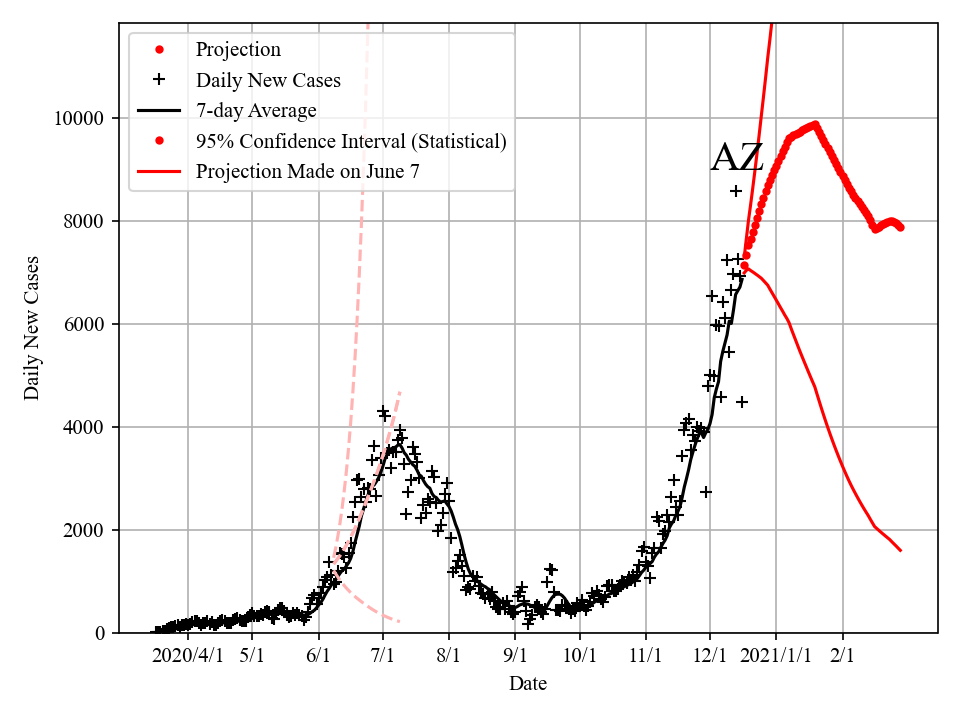 Projection
Daily New Cases
7-day Average
95% Confidence Interval (Statistical)
Projection Made on June 7
AZ
Daily New Cases
10000
8000
6000
4000
2000
0
2020/4/1 5/1 6/1 7/1 8/1 9/1 10/1 11/1 12/1 2021/1/1 2/1
Date